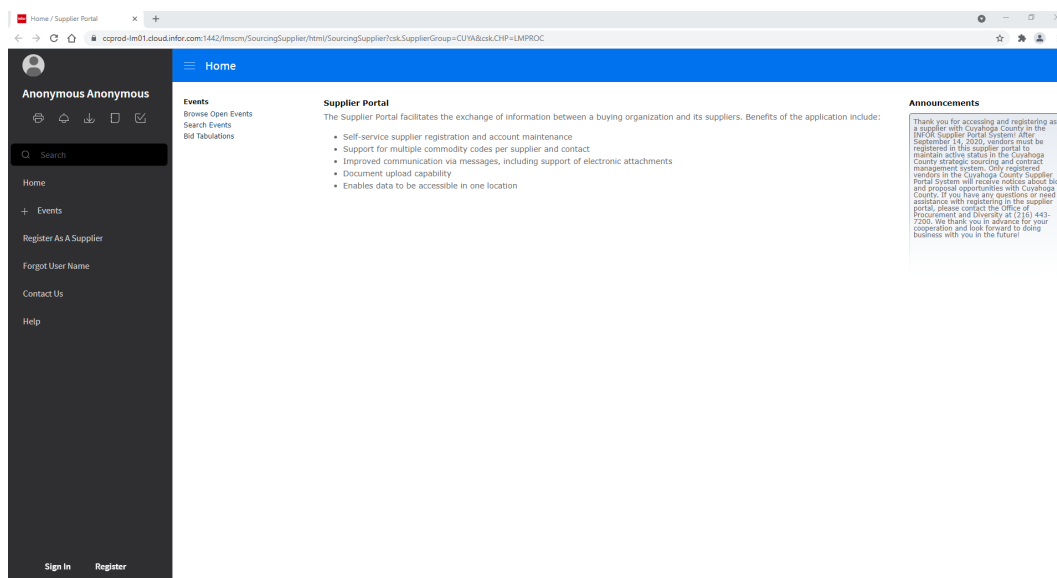 infor Home / Supplier Portal
ccprod-lm01.cloud.infor.com:1442/lmscm/SourcingSupplier/html/SourcingSupplier?csk.SupplierGroup=CUYA&csk.CHP=LMPROC
Anonymous Anonymous
Search
Home
Events
Register As A Supplier
Forgot User Name
Contact Us
Help
Sign In Register
Home
Events
Browse Open Events
Search Events
Bid Tabulations
Supplier Portal
The Supplier Portal facilitates the exchange of information between a buying organization and its suppliers. Benefits of the application include:
• Self-service supplier registration and account maintenance
• Support for multiple commodity codes per supplier and contact
• Improved communication via messages, including support of electronic attachments
• Document upload capability
• Enables data to be accessible in one location
Announcements
Thank you for accessing and registering as
a supplier with Cuyahoga County in the
INFOR Supplier Portal System! After
September 14, 2020, vendors must be
registered in this supplier portal to
maintain active status in the Cuyahoga
County strategic sourcing and contract
management system. Only registered
vendors in the Cuyahoga County Supplier
Portal System will receive notices about bid
and proposal opportunities with Cuyahoga
County. If you have any questions or need
assistance with registering in the supplier
portal, please contact the Office of
Procurement and Diversity at (216) 443-
7200. We thank you in advance for your
cooperation and look forward to doing
business with you in the future!